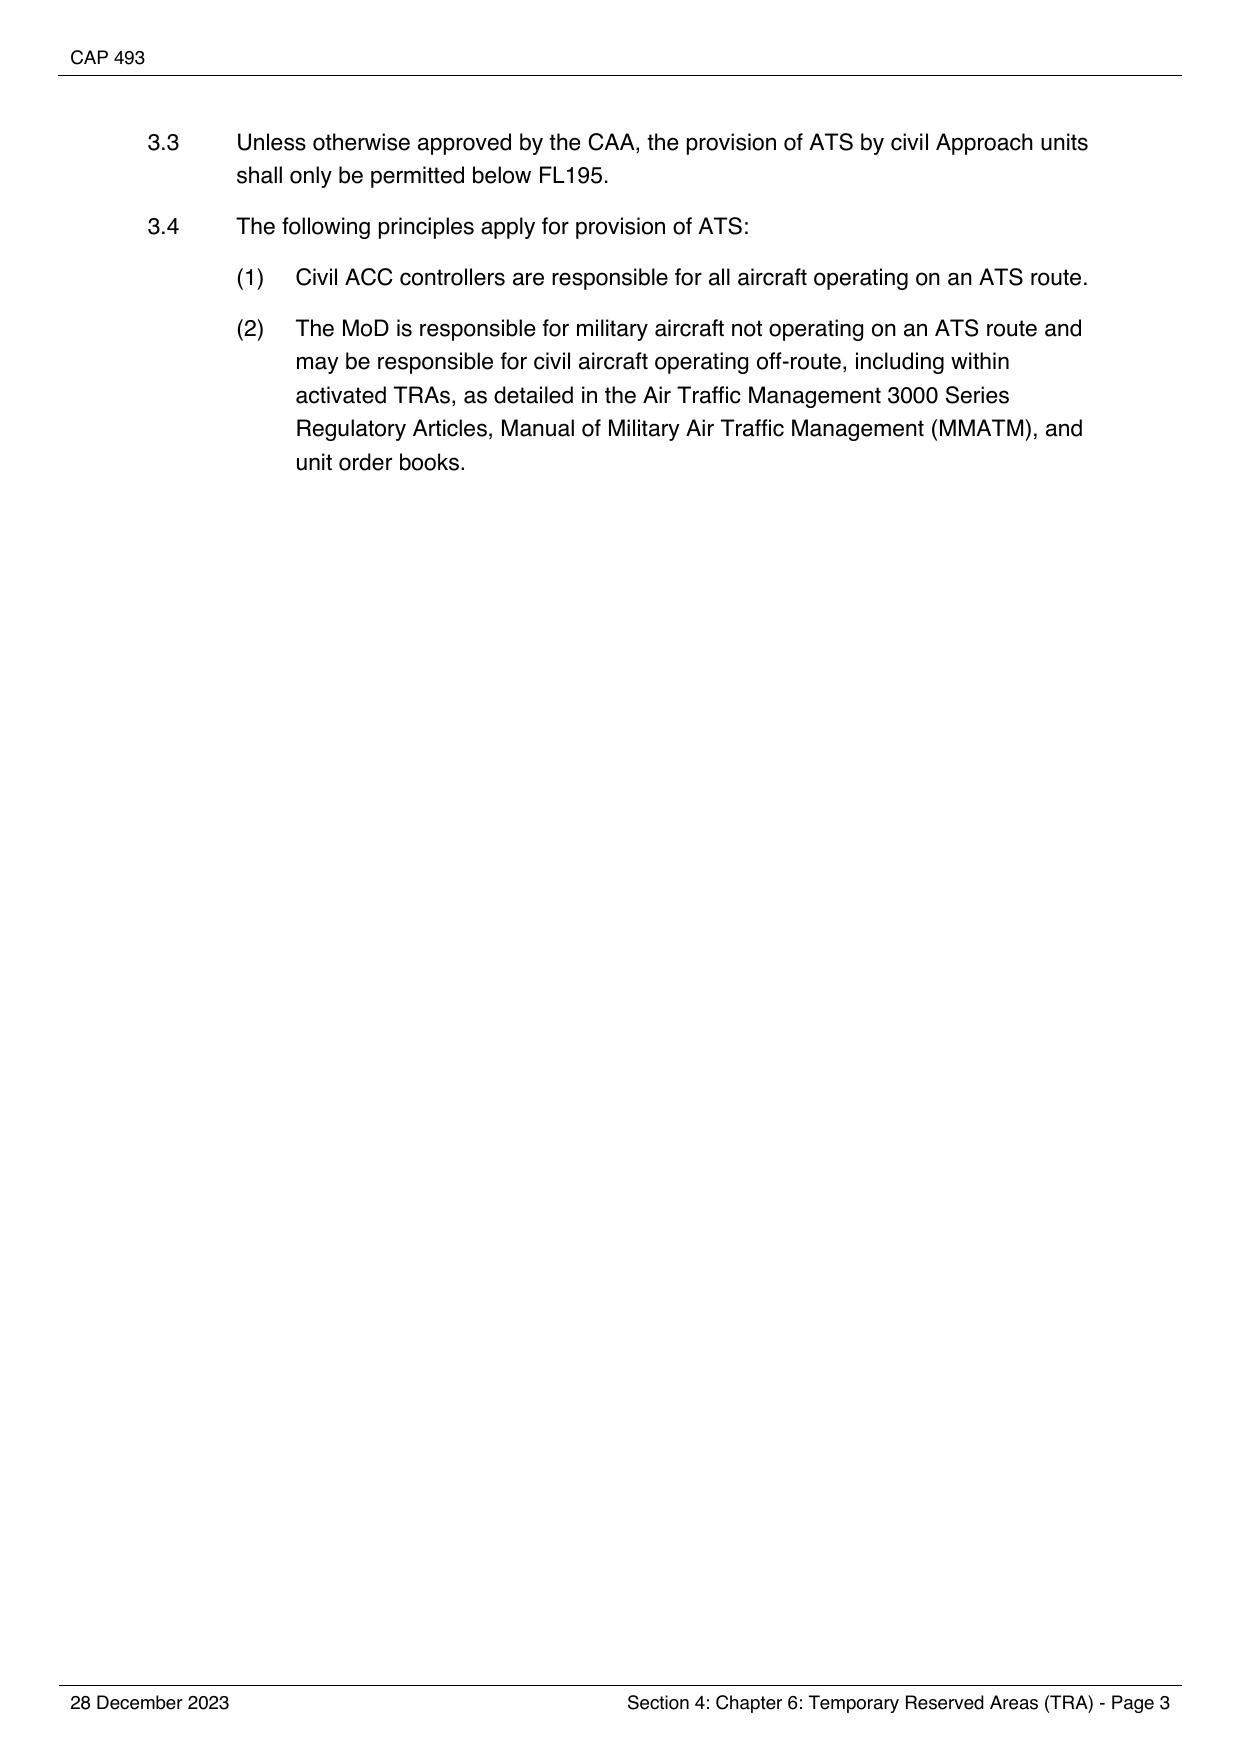 CAP 493
3.3 Unless otherwise approved by the CAA, the provision of ATS by civil Approach units
shall only be permitted below FL195.
3.4 The following principles apply for provision of ATS:
(1) Civil ACC controllers are responsible for all aircraft operating on an ATS route.
(2) The MoD is responsible for military aircraft not operating on an ATS route and
may be responsible for civil aircraft operating off-route, including within
activated TRAs, as detailed in the Air Traffic Management 3000 Series
Regulatory Articles, Manual of Military Air Traffic Management (MMATM), and
unit order books.
28 December 2023 Section 4: Chapter 6: Temporary Reserved Areas (TRA) - Page 3